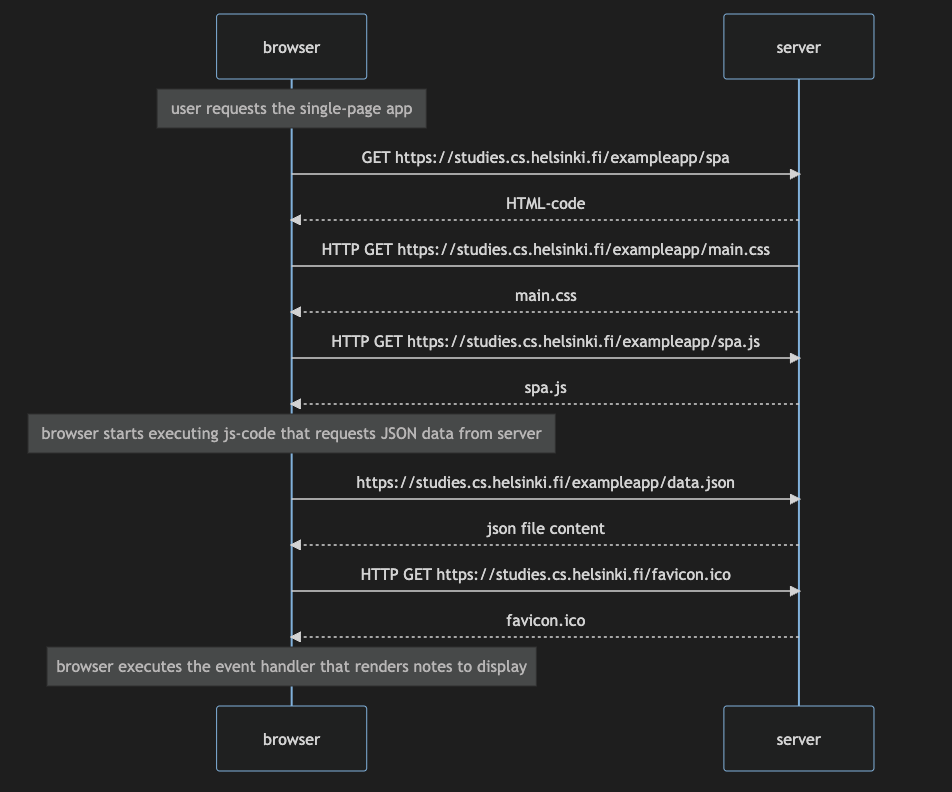 browser
server
user requests the single-page app
GET https://studies.cs.helsinki.fi/exampleapp/spa
HTML-code
HTTP GET https://studies.cs.helsinki.fi/exampleapp/main.css
main.css
HTTP GET https://studies.cs.helsinki.fi/exampleapp/spa.js
spa.js
browser starts executing js-code that requests JSON data from server
https://studies.cs.helsinki.fi/exampleapp/data.json
json file content
HTTP GET https://studies.cs.helsinki.fi/favicon.ico
favicon.ico
browser executes the event handler that renders notes to display
browser
server